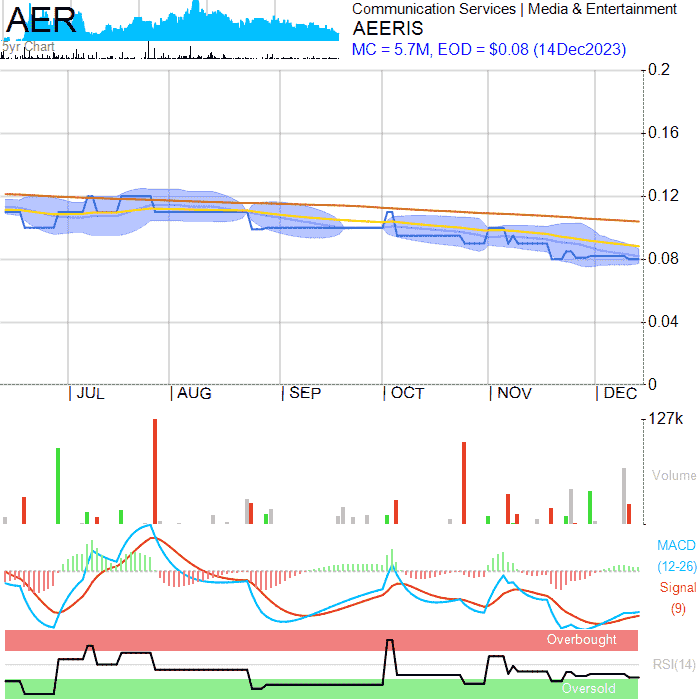 AER
5yr Chart
Communication Services | Media & Entertainment
AEERIS
MC = 5.7M, EOD = $0.08 (14Dec2023)
0.2
0.16
0.12
0.08
0.04
0
JUL AUG SEP OCT NOV DEC
127k
Volume
MACD
(12-26)
Signal
(9)
Overbought
RSI(14)
Oversold